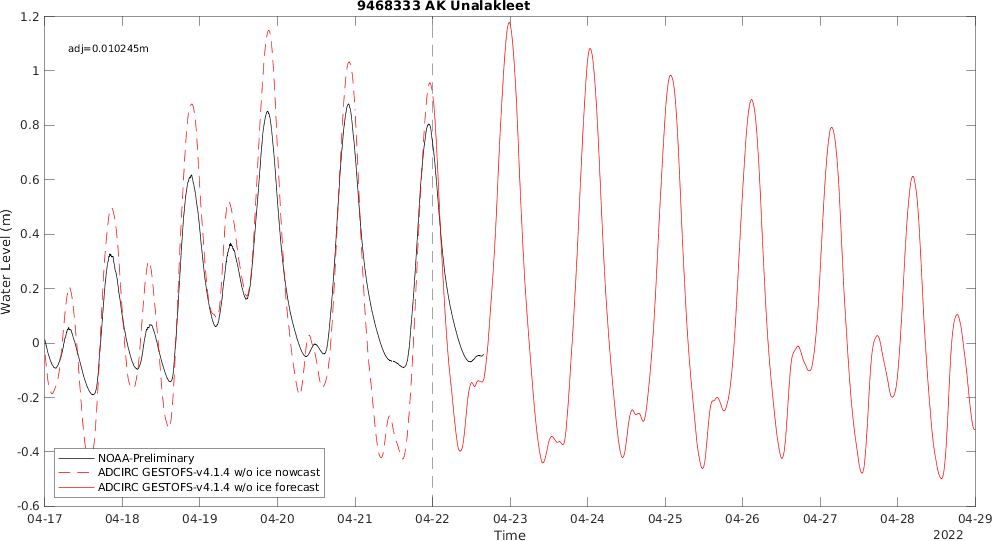 9468333 AK Unalakleet
adj=0.010245m
1.2
1
0.8
0.6
0.4
0.2
0
-0.2
-0.4
-0.6
Water Level (m)
NOAA-Preliminary
ADCIRC GESTOFS-v4.1.4 w/o ice nowcast
ADCIRC GESTOFS-v4.1.4 w/o ice forecast
04-17 04-18 04-19 04-20 04-21 04-22 04-23 04-24 04-25 04-26 04-27 04-28 04-29
Time
2022